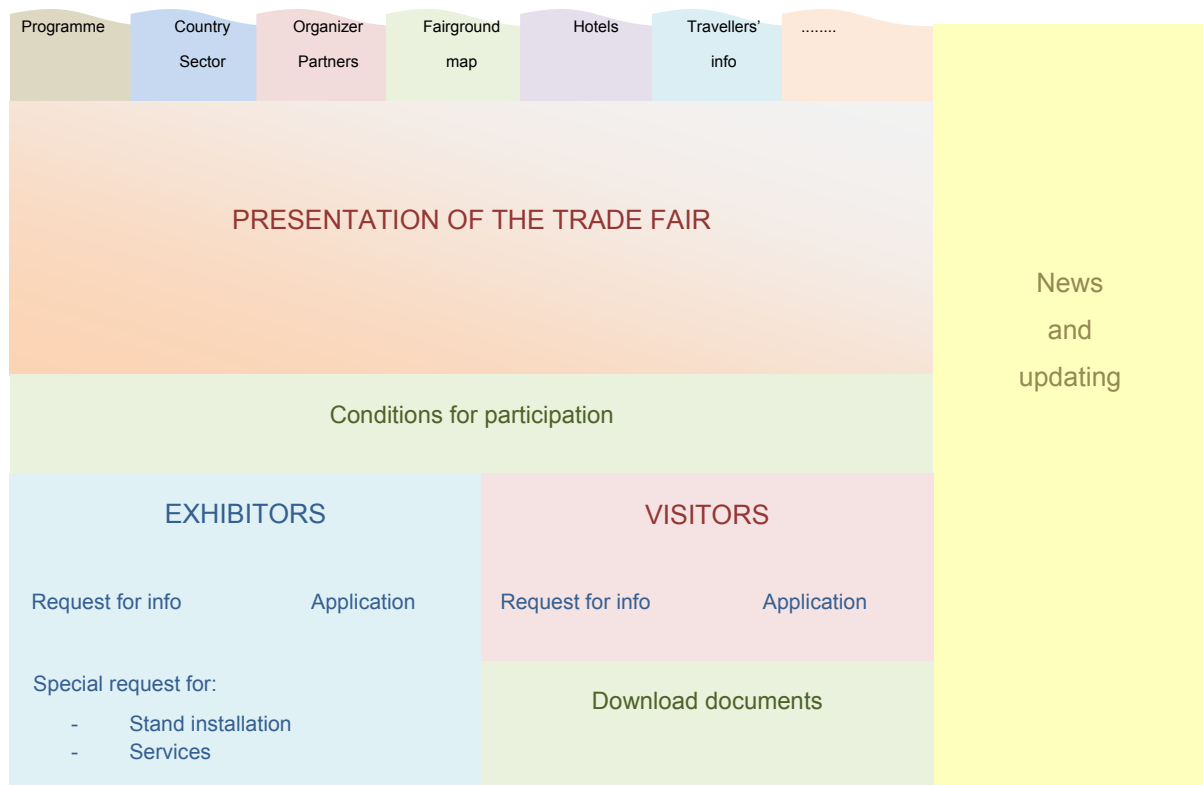 Programme
Country
Sector
Organizer
Partners
Fairground
map
Hotels
Travellers’
info
........
PRESENTATION OF THE TRADE FAIR
News
and
updating
Conditions for participation
EXHIBITORS
Request for info Application
Special request for:
- Stand installation
- Services
VISITORS
Request for info Application
Download documents